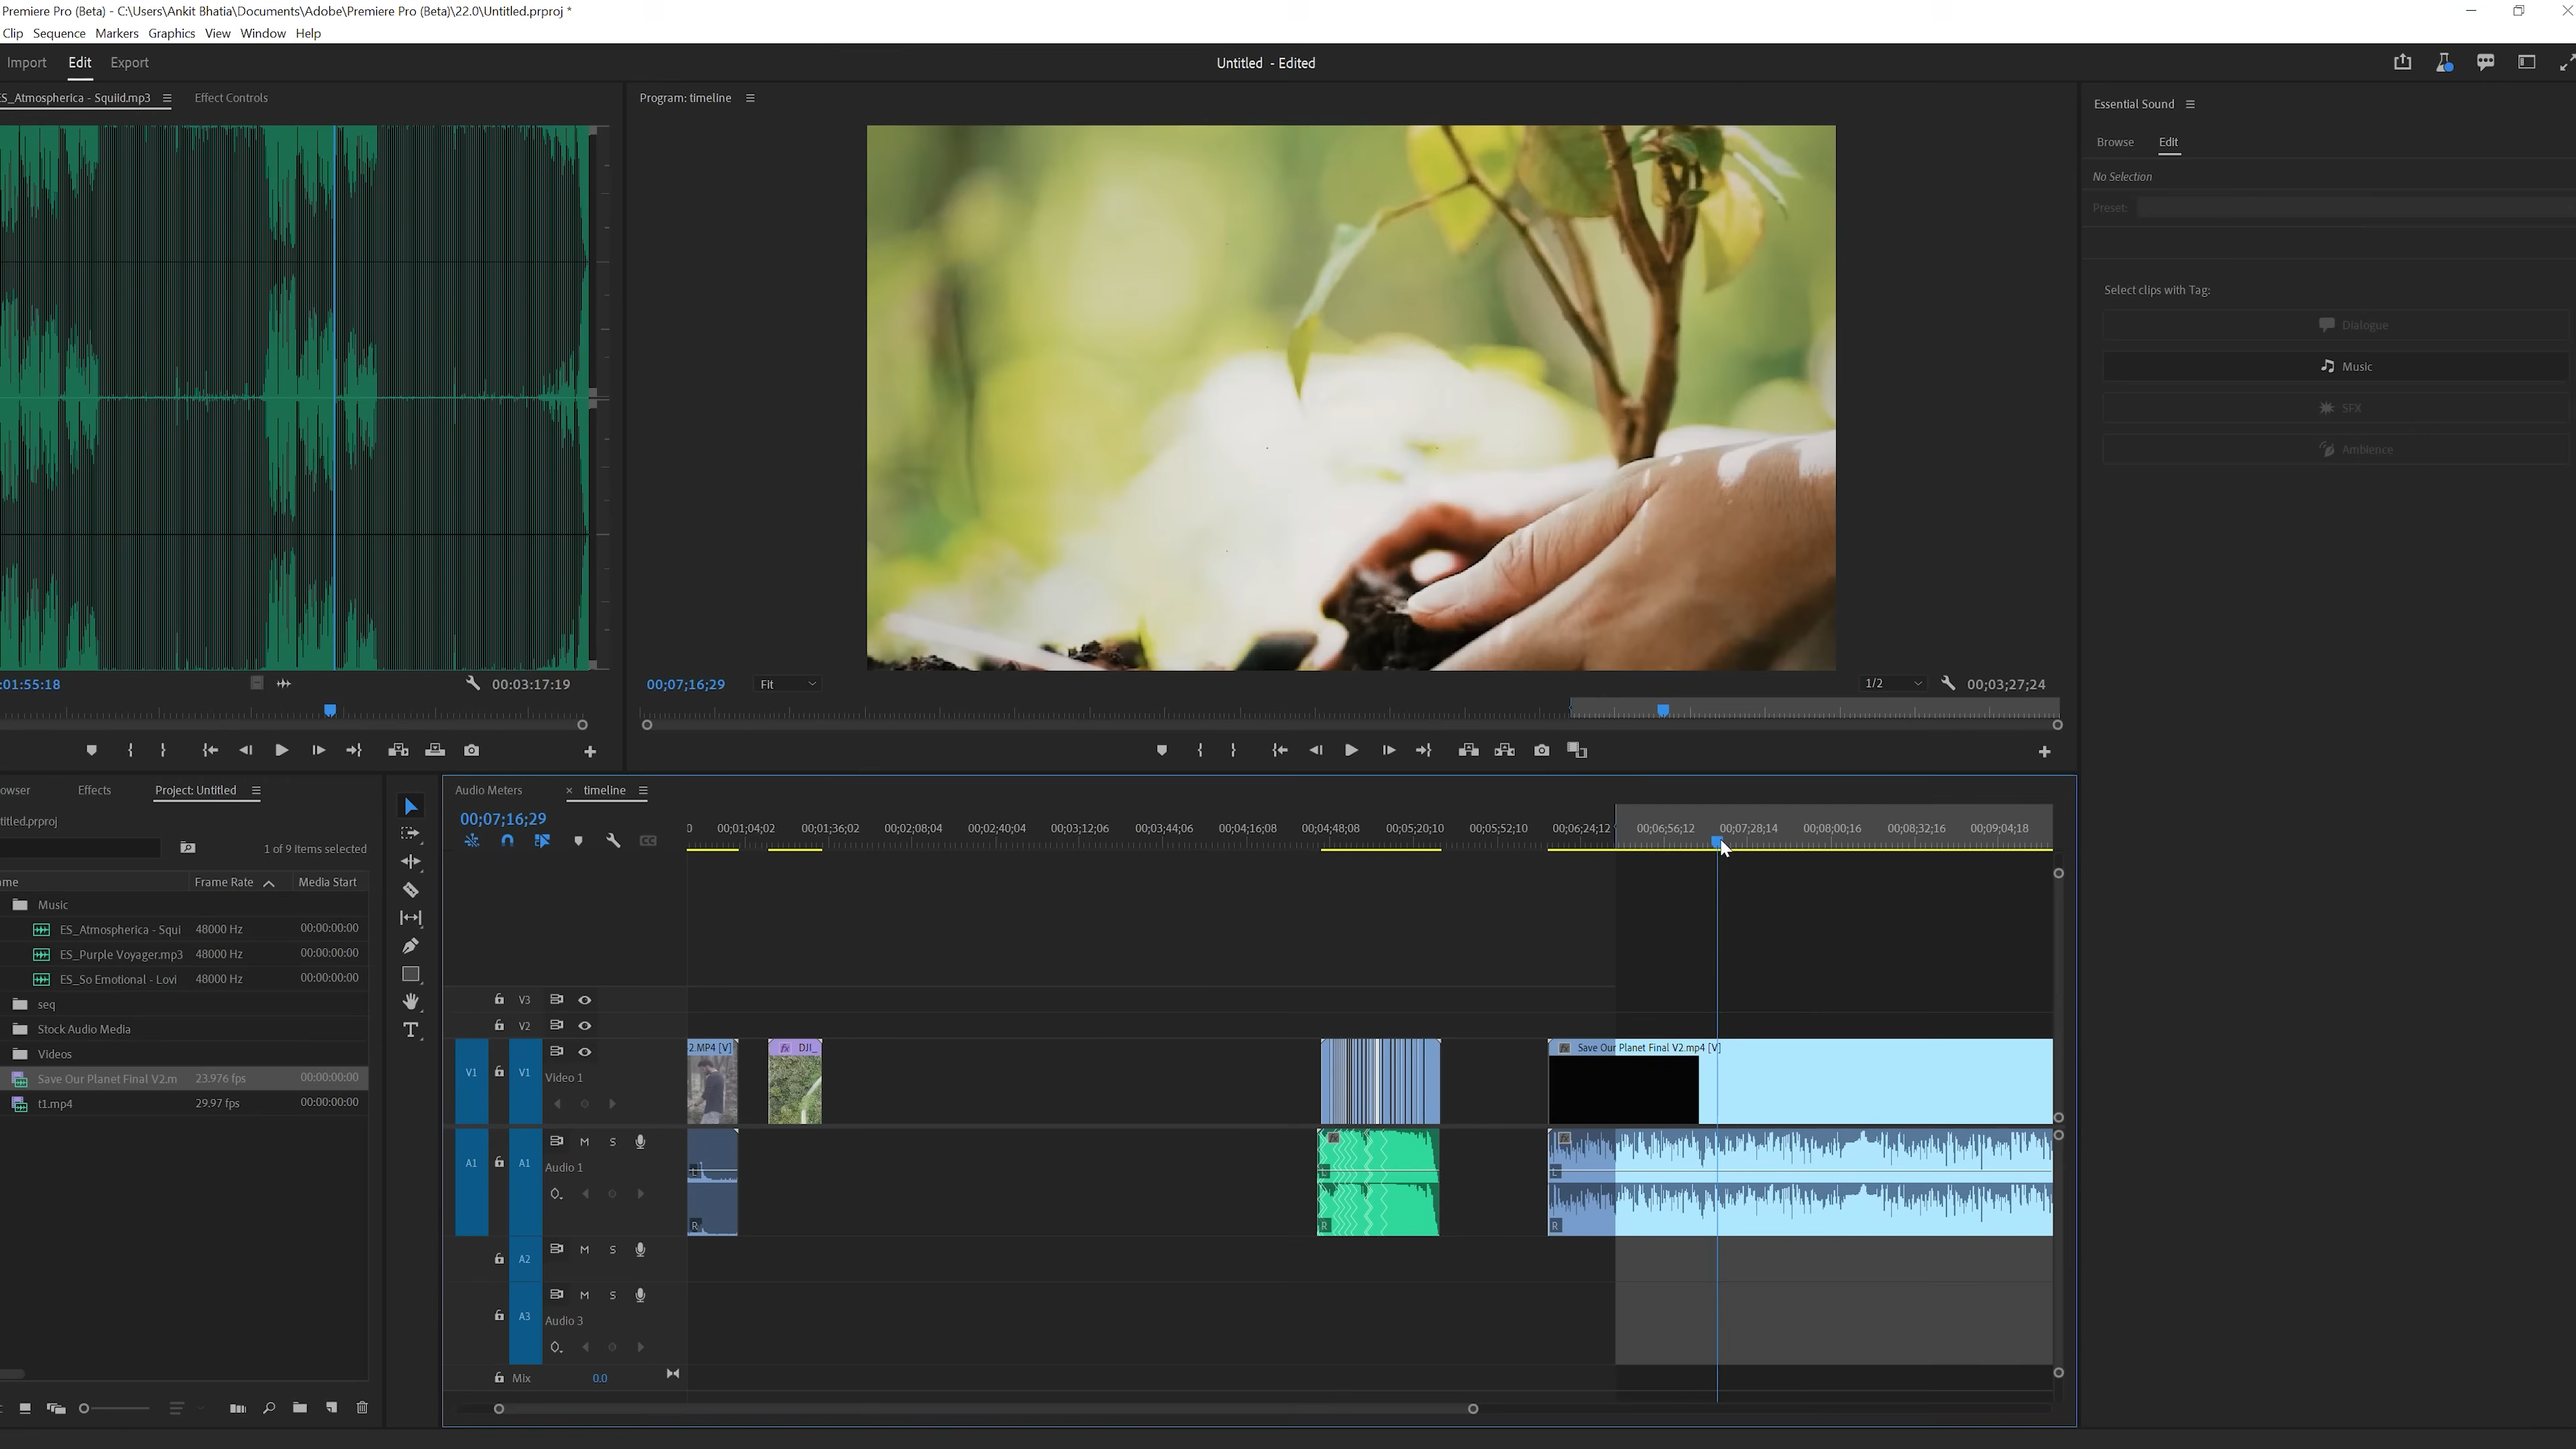 Premiere Pro (Beta) - C:\Users\Ankit Bhatia\Documents\Adobe\Premiere Pro (Beta)\22.0\Untitled.prproj *
Clip Sequence Markers Graphics View Window Help
Import Edit Export
Untitled - Edited
ES_Atmospherica - Squiid.mp3 Effect Controls
Program: timeline
Essential Sound
Browse Edit
No Selection
Preset:
Select clips with Tag:
Dialogue
Music
SFX
Ambience
:01:55:18
00:03:17:19
00;07;16;29
Fit
1/2
00;03;27;24
owser Effects Project: Untitled
titled.prproj
1 of 9 items selected
me Frame Rate Media Start
Music
ES_Atmospherica - Squi 48000 Hz 00:00:00:00
ES_Purple Voyager.mp3 48000 Hz 00:00:00:00
ES_So Emotional - Lovi 48000 Hz 00:00:00:00
seq
Stock Audio Media
Videos
Save Our Planet Final V2.m 23.976 fps 00:00:00:00
t1.mp4 29.97 fps 00:00:00:00
Audio Meters × timeline
00;07;16;29
0 00;01;04;02 00;01;36;02 00;02;08;04 00;02;40;04 00;03;12;06 00;03;44;06 00;04;16;08 00;04;48;08 00;05;20;10 00;05;52;10 00;06;24;12 00;06;56;12 00;07;28;14 00;08;00;16 00;08;32;16 00;09;04;18
V3
V2
V1 V1 Video 1
2.MP4 [V] fx DJI_ fx Save Our Planet Final V2.mp4 [V]
A1 A1 M S
Audio 1
fx fx
L L L
R R R
A2 M S
A3 M S
Audio 3
Mix 0.0